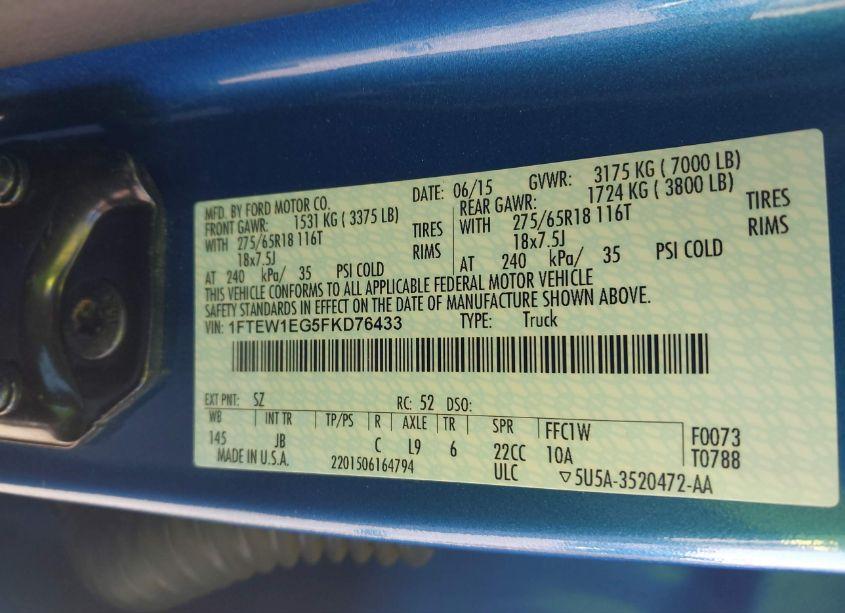 MFD. BY FORD MOTOR CO.
DATE: 06/15 GVWR: 3175 KG ( 7000 LB)
FRONT GAWR: 1531 KG ( 3375 LB) REAR GAWR: 1724 KG ( 3800 LB)
WITH 275/65R18 116T TIRES WITH 275/65R18 116T TIRES
18x7.5J RIMS 18x7.5J RIMS
AT 240 kPa/ 35 PSI COLD AT 240 kPa/ 35 PSI COLD
THIS VEHICLE CONFORMS TO ALL APPLICABLE FEDERAL MOTOR VEHICLE
SAFETY STANDARDS IN EFFECT ON THE DATE OF MANUFACTURE SHOWN ABOVE.
VIN: 1FTEW1EG5FKD76433 TYPE: Truck
EXT PNT: SZ RC: 52 DSO:
WB INT TR TP/PS R AXLE TR SPR FFC1W F0073
145 JB C L9 6 22CC 10A T0788
MADE IN U.S.A. 2201506164794 ULC ▽5U5A-3520472-AA